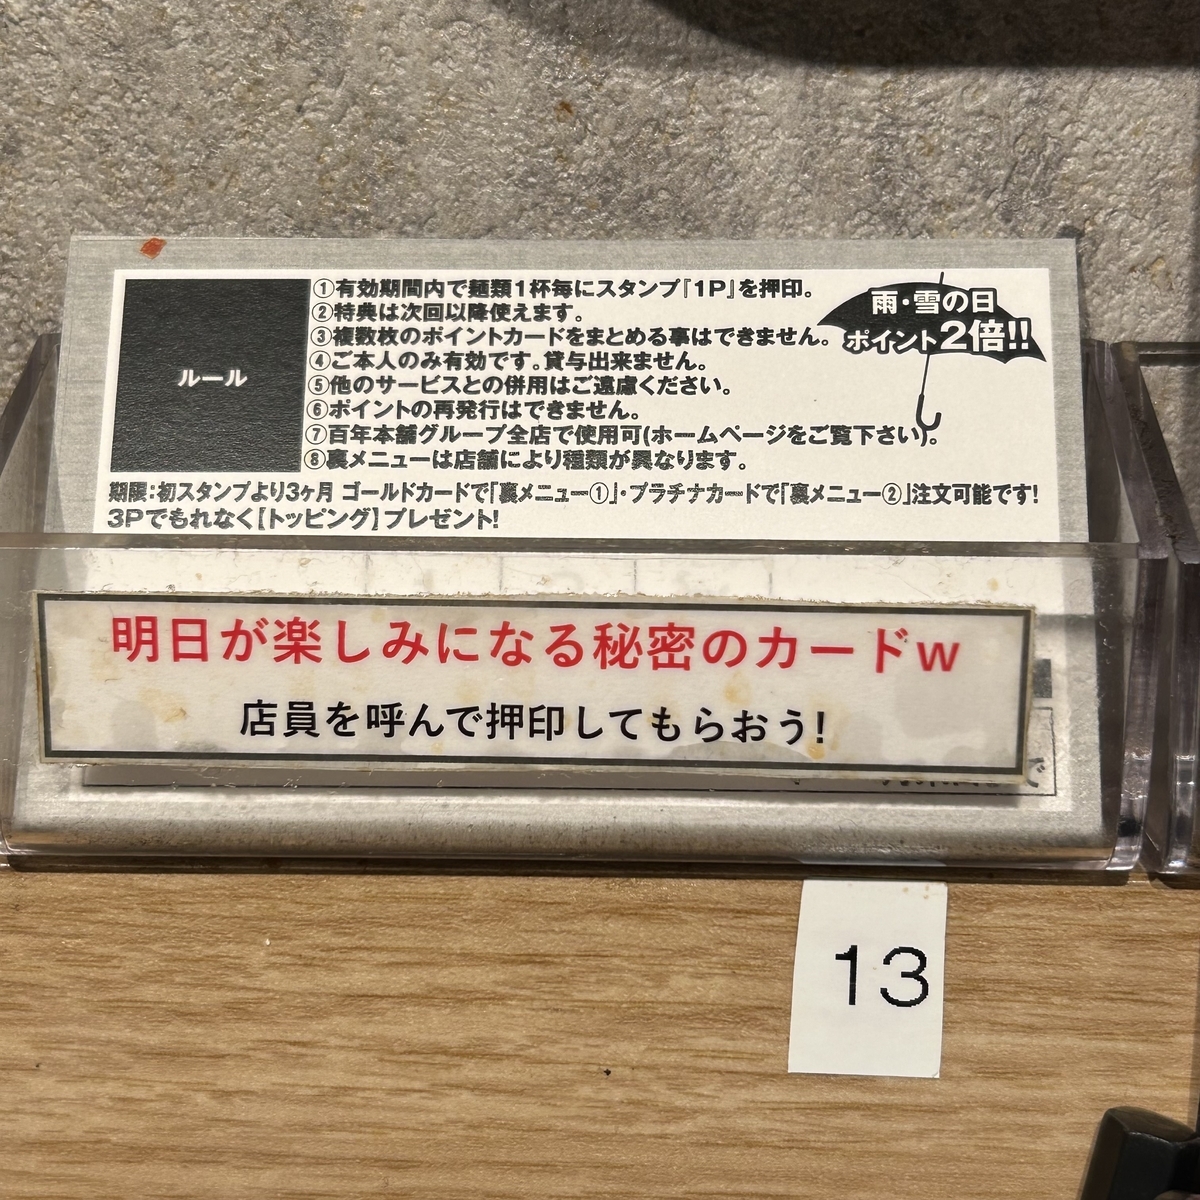 ルール
①有効期間内で麺類1杯毎にスタンプ『1P』を押印。
②特典は次回以降使えます。
③複数枚のポイントカードをまとめる事はできません。
④ご本人のみ有効です。貸与出来ません。
⑤他のサービスとの併用はご遠慮ください。
⑥ポイントの再発行はできません。
⑦百年本舗グループ全店で使用可(ホームページをご覧下さい)。
⑧裏メニューは店舗により種類が異なります。
雨・雪の日
ポイント2倍!!
期限:初スタンプより3ヶ月 ゴールドカードで「裏メニュー①」・プラチナカードで「裏メニュー②」注文可能です!
3Pでもれなく【トッピング】プレゼント!
明日が楽しみになる秘密のカードw
店員を呼んで押印してもらおう!
13